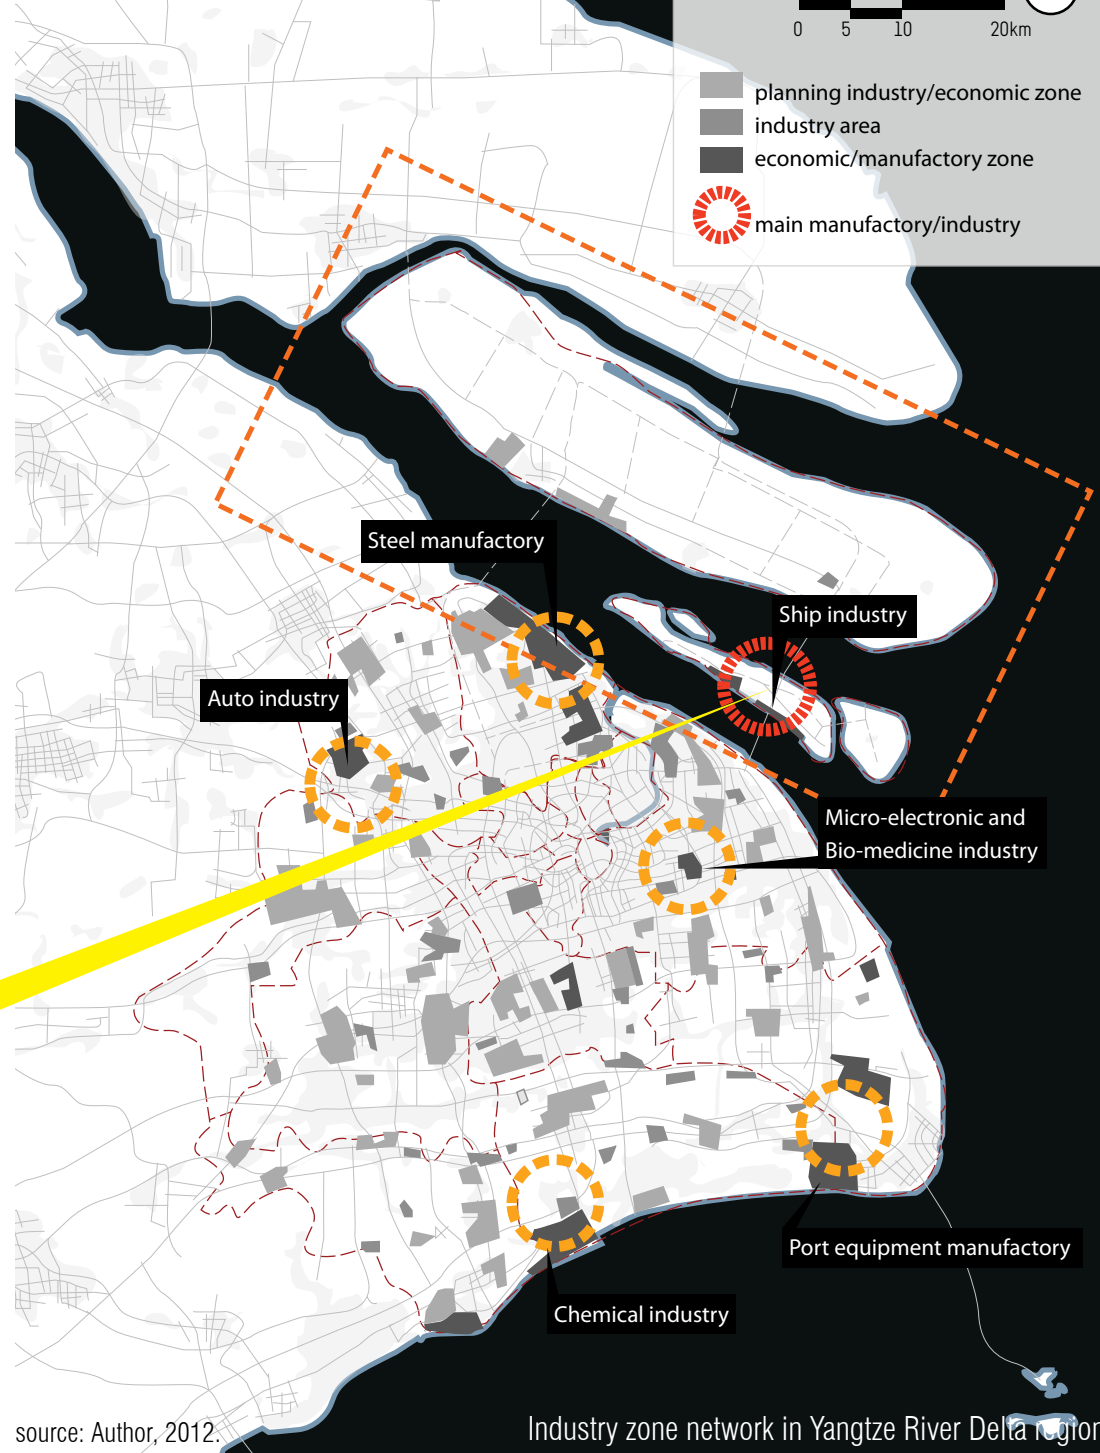 0 5 10 20km
planning industry/economic zone
industry area
economic/manufactory zone
main manufactory/industry
Steel manufactory
Ship industry
Auto industry
Micro-electronic and
Bio-medicine industry
Port equipment manufactory
Chemical industry
source: Author, 2012.
Industry zone network in Yangtze River Delta region